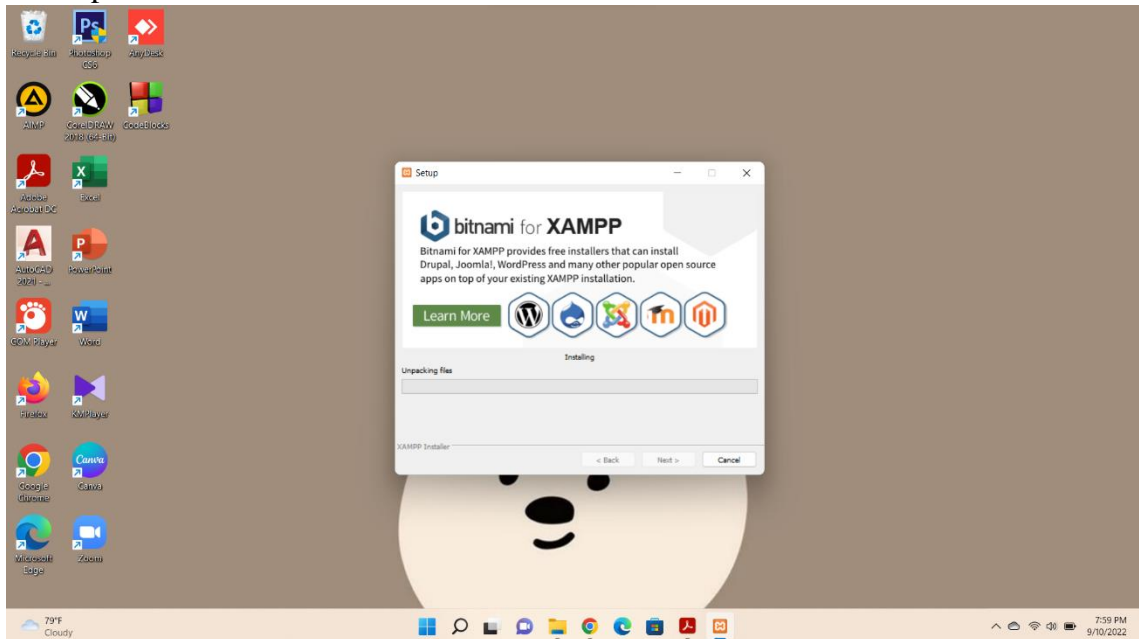 Recycle Bin
Photoshop
CS6
AnyDesk
AIMP
CorelDRAW
2018 (64-Bit)
CodeBlocks
Adobe
Acrobat DC
Excel
AutoCAD
2021 - ...
PowerPoint
GOM Player
Word
Firefox
KMPlayer
Google
Chrome
Canva
Canva
Microsoft
Edge
Zoom
Setup
bitnami for XAMPP
Bitnami for XAMPP provides free installers that can install
Drupal, Joomla!, WordPress and many other popular open source
apps on top of your existing XAMPP installation.
Learn More
Installing
Unpacking files
XAMPP Installer
< Back
Next >
Cancel
79°F
Cloudy
7:59 PM
9/10/2022